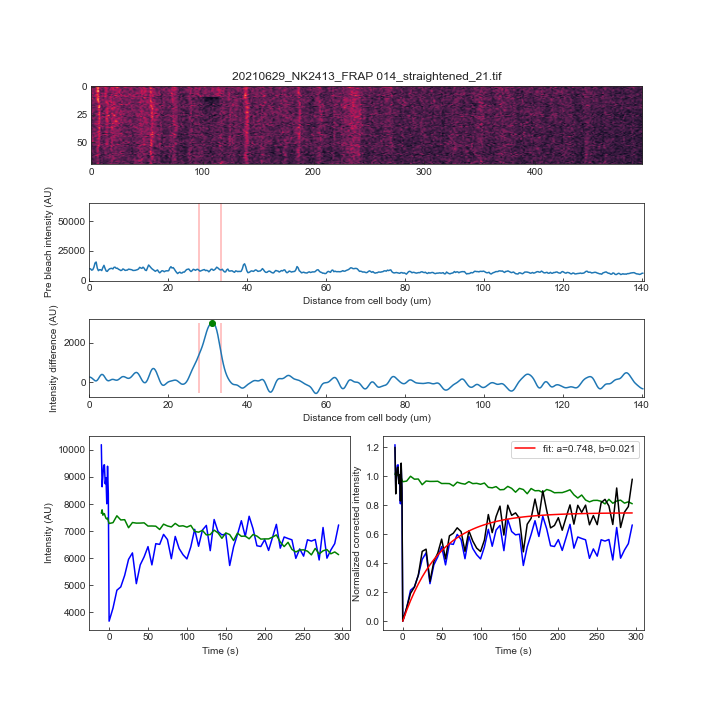 20210629_NK2413_FRAP 014_straightened_21.tif
0
25
50
0 100 200 300 400
Pre bleach intensity (AU)
50000
25000
0
0 20 40 60 80 100 120 140
Distance from cell body (um)
Intensity difference (AU)
2000
0
0 20 40 60 80 100 120 140
Distance from cell body (um)
Intensity (AU)
10000
9000
8000
7000
6000
5000
4000
0 50 100 150 200 250 300
Time (s)
Normalized corrected intensity
1.2
1.0
0.8
0.6
0.4
0.2
0.0
fit: a=0.748, b=0.021
0 50 100 150 200 250 300
Time (s)